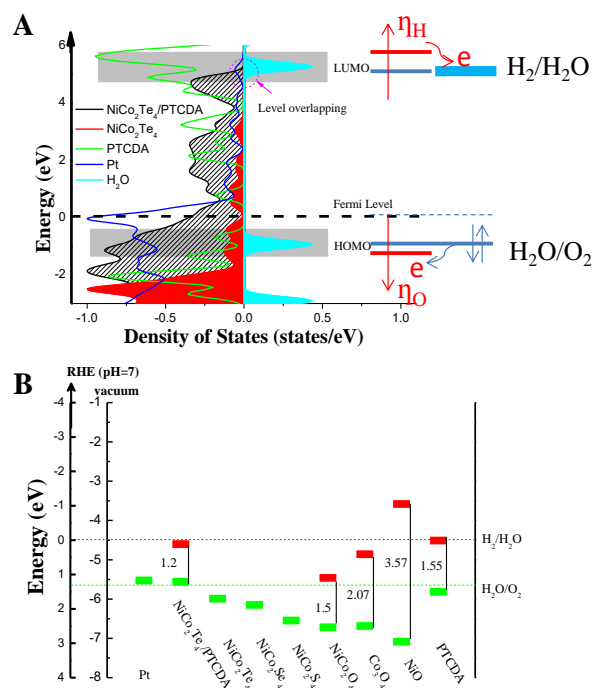 A
6
4
2
0
-2
Energy (eV)
NiCo2Te4/PTCDA
NiCo2Te4
PTCDA
Pt
H2O
Level overlapping
-1.0
-0.5
0.0
0.5
1.0
Density of States (states/eV)
LUMO
ηH
e
H2/H2O
Fermi Level
HOMO
e
ηO
H2O/O2
B
RHE (pH=7)
vacuum
-4
-3
-2
-1
0
1
2
3
4
-1
-2
-3
-4
-5
-6
-7
-8
Energy (eV)
1.2
1.5
2.07
3.57
1.55
H2/H2O
H2O/O2
Pt
NiCo2Te4/PTCDA
NiCo2Te4
NiCo2Se4
NiCo2S4
NiCo2O4
Co3O4
NiO
PTCDA